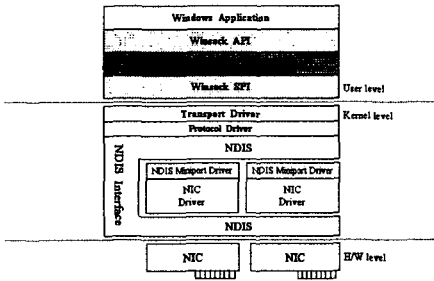 Windows Application
Winsock API
Winsock SPI
User level
Transport Driver
Kernel level
Protocol Driver
NDIS
NDIS Interface
NDIS Miniport Driver
NDIS Miniport Driver
NIC
Driver
NIC
Driver
NDIS
NIC
NIC
H/W level